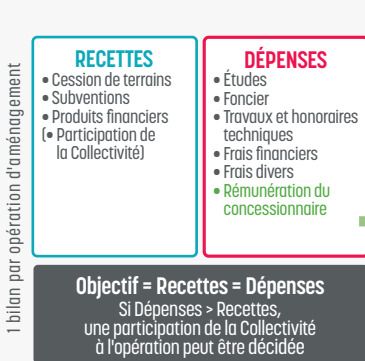 1 bilan par opération d'aménagement
RECETTES
• Cession de terrains
• Subventions
• Produits financiers
(• Participation de
la Collectivité)
DÉPENSES
• Études
• Foncier
• Travaux et honoraires
techniques
• Frais financiers
• Frais divers
• Rémunération du
concessionnaire
Objectif = Recettes = Dépenses
Si Dépenses > Recettes,
une participation de la Collectivité
à l'opération peut être décidée